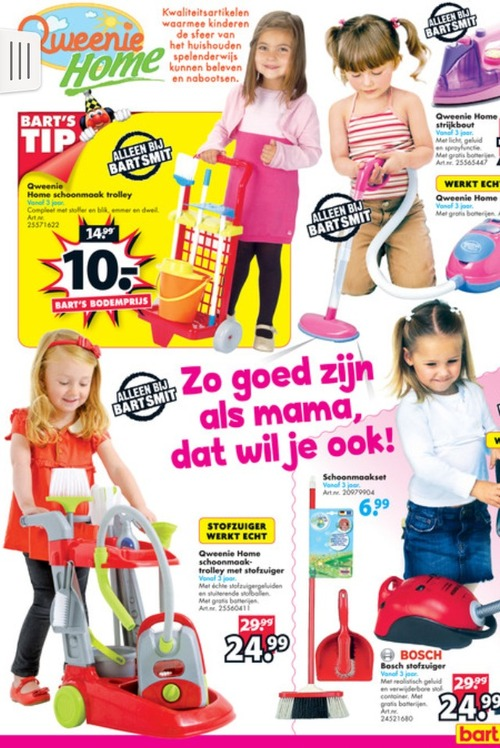 Qweenie
Home
Kwaliteitsartikelen
waarmee kinderen
de sfeer van
het huishouden
spelenderwijs
kunnen beleven
en nabootsen.
ALLEEN BIJ
BART SMIT
Qweenie Home
strijkbout
Vanaf 3 jaar.
Met licht, geluid
en sprayfunctie.
Met gratis batterijen.
Art.nr. 25565447
WERKT ECHT
Qweenie Home
Vanaf 3 jaar.
Met gratis batterijen.
BART'S
TIP
ALLEEN BIJ
BART SMIT
Qweenie
Home schoonmaak trolley
Vanaf 3 jaar.
Compleet met stoffer en blik, emmer en dweil.
Art.nr.
25571622
14.99
10.-
BART'S BODEMPRIJS
ALLEEN BIJ
BART SMIT
ALLEEN BIJ
BART SMIT
Zo goed zijn
als mama,
dat wil je ook!
Schoonmaakset
Vanaf 3 jaar.
Art.nr. 20979904
6.99
STOFZUIGER
WERKT ECHT
Qweenie Home
schoonmaak-
trolley met stofzuiger
Vanaf 3 jaar.
Met échte stofzuigergeluiden
en stuiterende stofballen.
Met gratis batterijen.
Art.nr. 25560411
29.99
24.99
BOSCH
Bosch stofzuiger
Vanaf 3 jaar.
Met realistisch geluid
en verwijderbare stof-
container. Met
gratis batterijen.
Art.nr.
24521680
29.99
24.99
bart